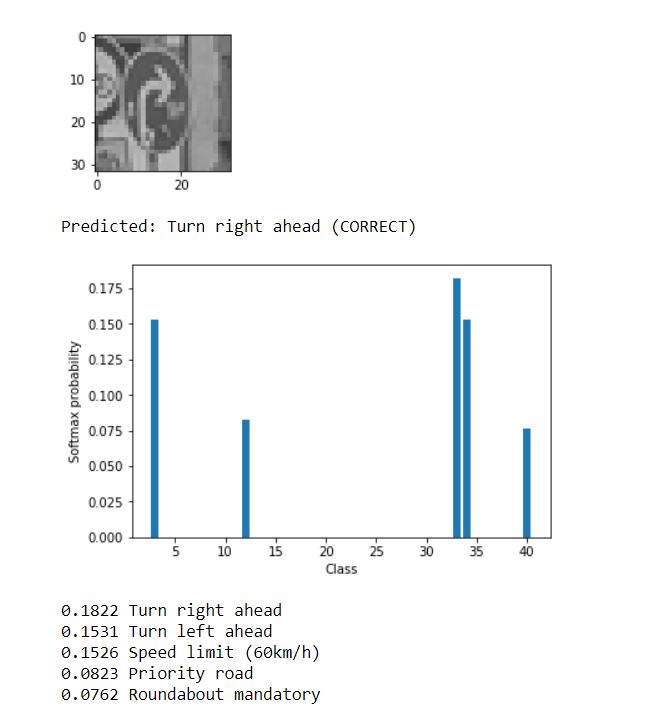 0
10
20
30
0 20
Predicted: Turn right ahead (CORRECT)
0.175
0.150
0.125
0.100
0.075
0.050
0.025
0.000
Softmax probability
5 10 15 20 25 30 35 40
Class
0.1822 Turn right ahead
0.1531 Turn left ahead
0.1526 Speed limit (60km/h)
0.0823 Priority road
0.0762 Roundabout mandatory